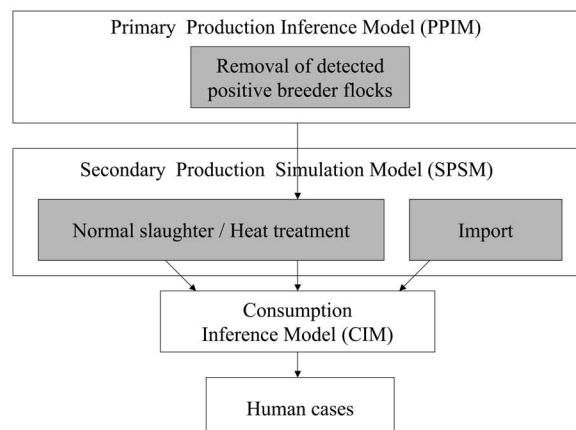 Primary Production Inference Model (PPIM)
Removal of detected
positive breeder flocks
Secondary Production Simulation Model (SPSM)
Normal slaughter / Heat treatment
Import
Consumption
Inference Model (CIM)
Human cases